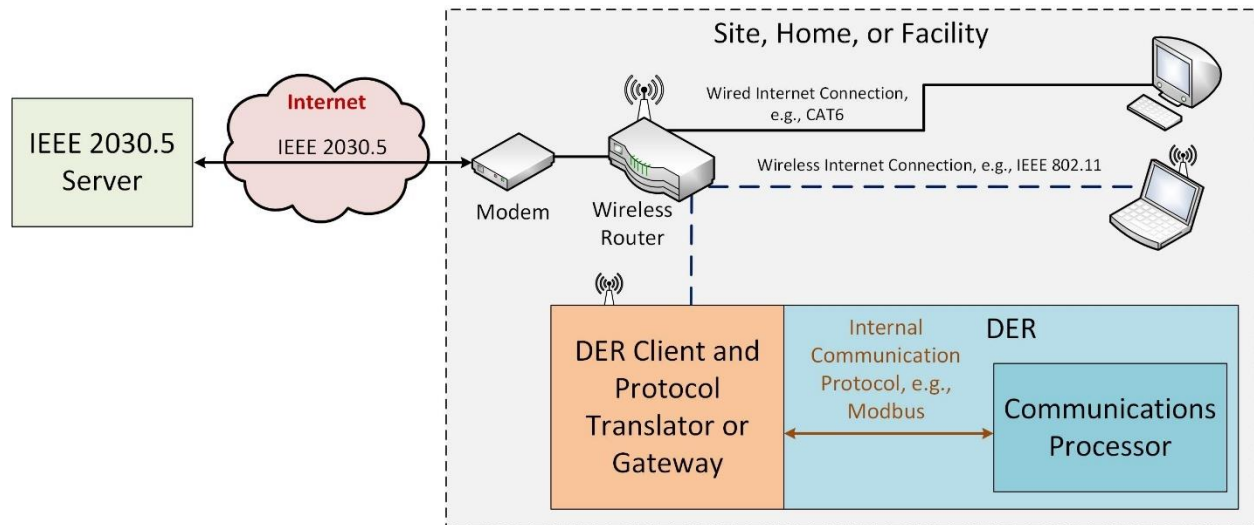 Site, Home, or Facility
IEEE 2030.5
Server
Internet
IEEE 2030.5
Modem
Wireless
Router
Wired Internet Connection,
e.g., CAT6
Wireless Internet Connection, e.g., IEEE 802.11
DER Client and
Protocol
Translator or
Gateway
Internal
Communication
Protocol, e.g.,
Modbus
DER
Communications
Processor